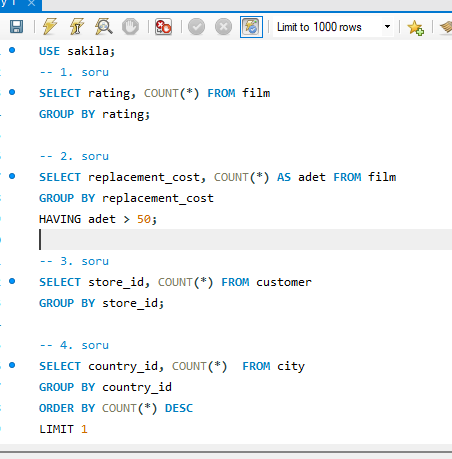 Limit to 1000 rows
USE sakila;
-- 1. soru
SELECT rating, COUNT(*) FROM film
GROUP BY rating;
-- 2. soru
SELECT replacement_cost, COUNT(*) AS adet FROM film
GROUP BY replacement_cost
HAVING adet > 50;
-- 3. soru
SELECT store_id, COUNT(*) FROM customer
GROUP BY store_id;
-- 4. soru
SELECT country_id, COUNT(*)  FROM city
GROUP BY country_id
ORDER BY COUNT(*) DESC
LIMIT 1